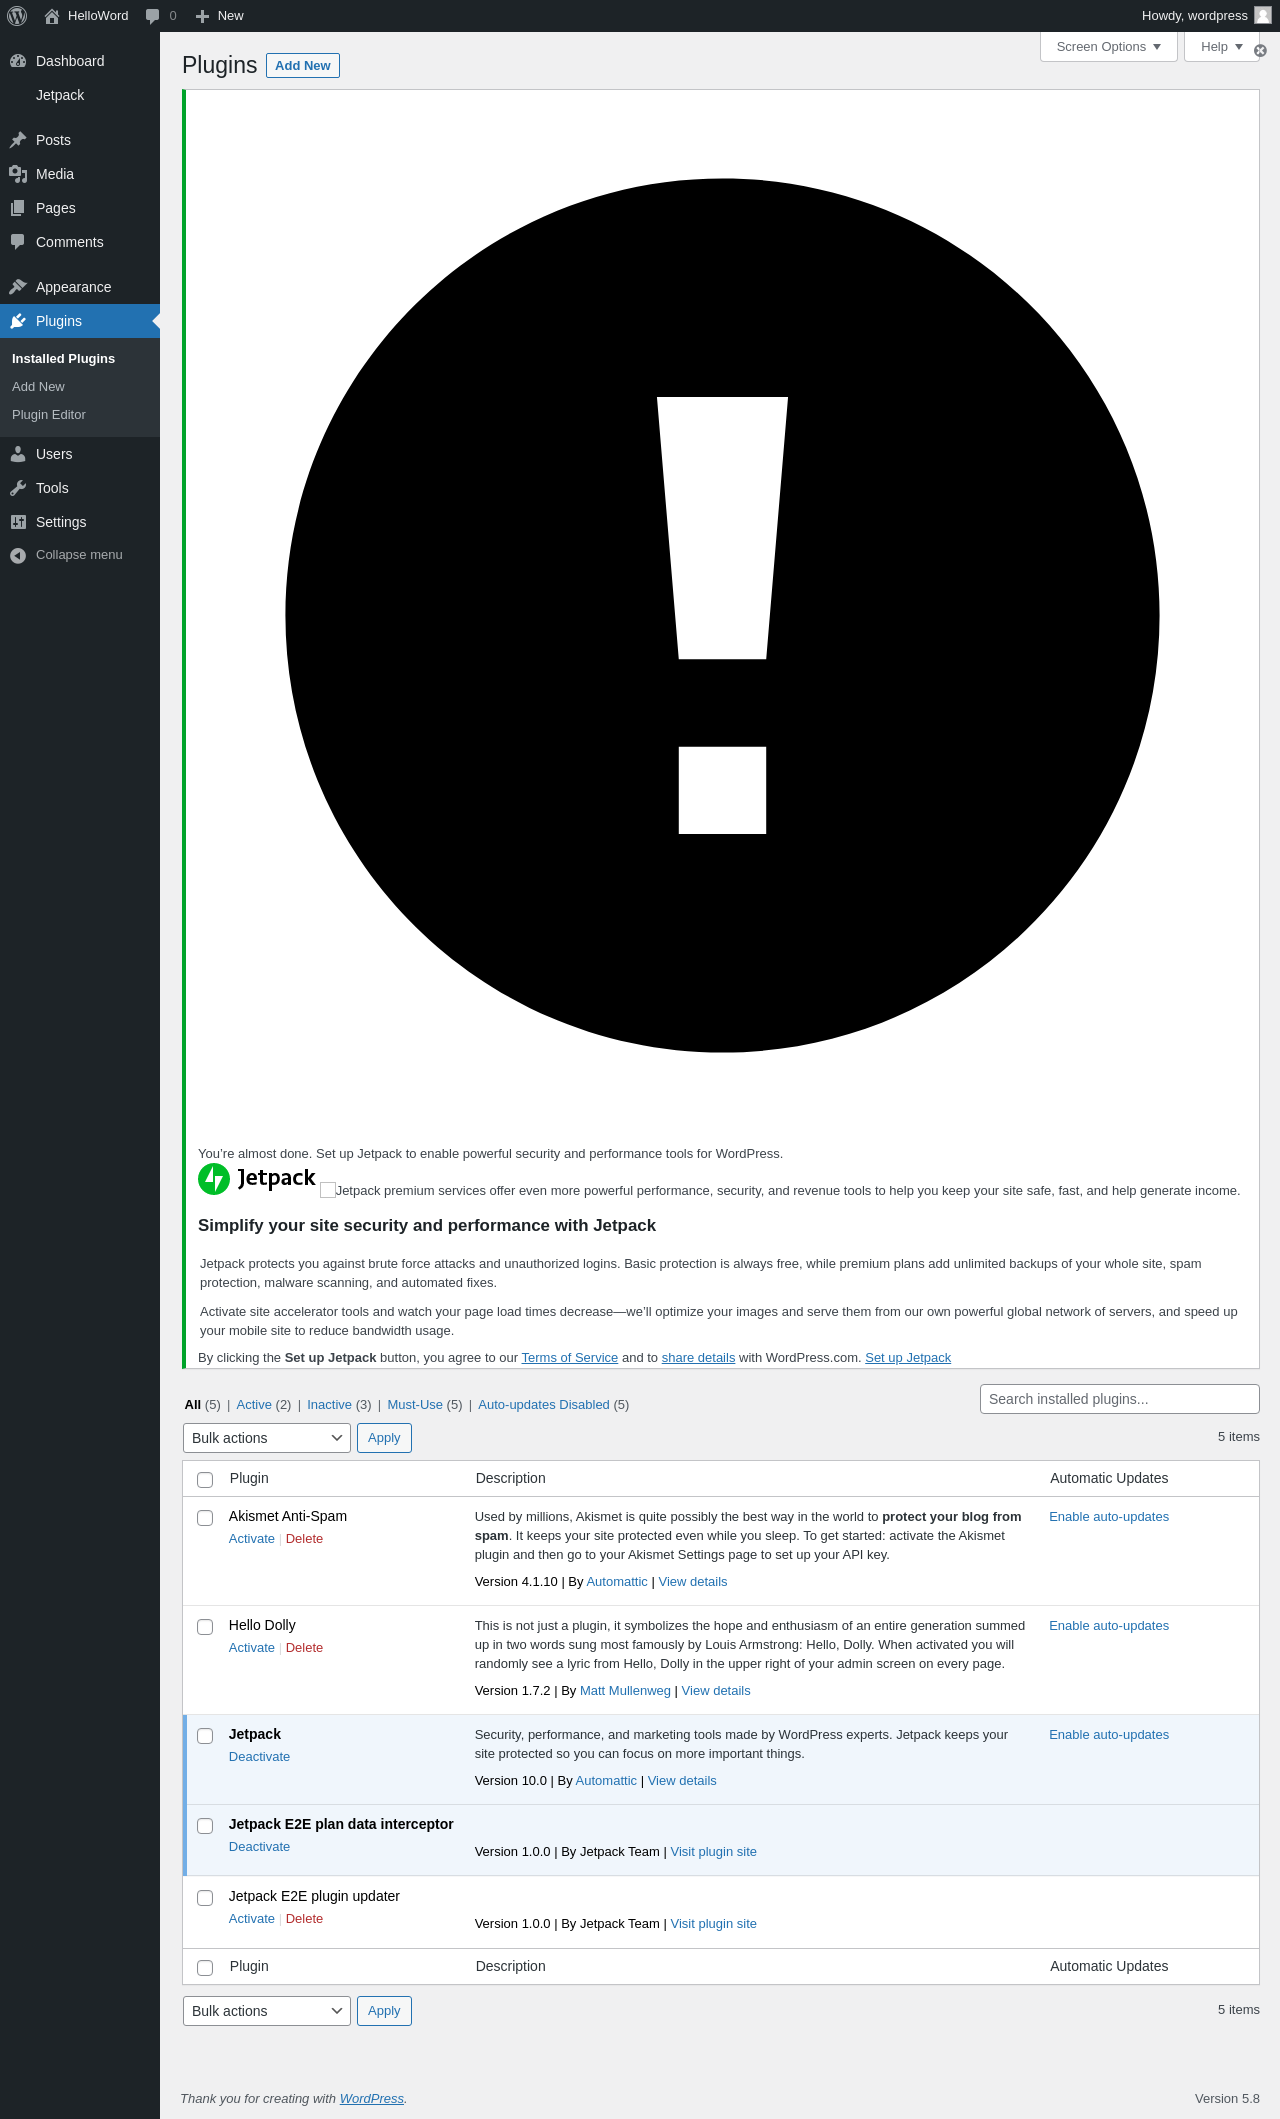 HelloWord 0 New Howdy, wordpress
Screen Options Help
Dashboard
Jetpack
Posts
Media
Pages
Comments
Appearance
Plugins
Installed Plugins
Add New
Plugin Editor
Users
Tools
Settings
Collapse menu
Plugins Add New
You’re almost done. Set up Jetpack to enable powerful security and performance tools for WordPress.
Jetpack Jetpack premium services offer even more powerful performance, security, and revenue tools to help you keep your site safe, fast, and help generate income.
Simplify your site security and performance with Jetpack
Jetpack protects you against brute force attacks and unauthorized logins. Basic protection is always free, while premium plans add unlimited backups of your whole site, spam
protection, malware scanning, and automated fixes.
Activate site accelerator tools and watch your page load times decrease—we’ll optimize your images and serve them from our own powerful global network of servers, and speed up
your mobile site to reduce bandwidth usage.
By clicking the Set up Jetpack button, you agree to our Terms of Service and to share details with WordPress.com. Set up Jetpack
All (5) | Active (2) | Inactive (3) | Must-Use (5) | Auto-updates Disabled (5)
Search installed plugins...
Bulk actions Apply 5 items
Plugin Description Automatic Updates
Akismet Anti-Spam
Activate | Delete
Used by millions, Akismet is quite possibly the best way in the world to protect your blog from
spam. It keeps your site protected even while you sleep. To get started: activate the Akismet
plugin and then go to your Akismet Settings page to set up your API key.
Version 4.1.10 | By Automattic | View details
Enable auto-updates
Hello Dolly
Activate | Delete
This is not just a plugin, it symbolizes the hope and enthusiasm of an entire generation summed
up in two words sung most famously by Louis Armstrong: Hello, Dolly. When activated you will
randomly see a lyric from Hello, Dolly in the upper right of your admin screen on every page.
Version 1.7.2 | By Matt Mullenweg | View details
Enable auto-updates
Jetpack
Deactivate
Security, performance, and marketing tools made by WordPress experts. Jetpack keeps your
site protected so you can focus on more important things.
Version 10.0 | By Automattic | View details
Enable auto-updates
Jetpack E2E plan data interceptor
Deactivate
Version 1.0.0 | By Jetpack Team | Visit plugin site
Jetpack E2E plugin updater
Activate | Delete
Version 1.0.0 | By Jetpack Team | Visit plugin site
Plugin Description Automatic Updates
Bulk actions Apply 5 items
Thank you for creating with WordPress. Version 5.8